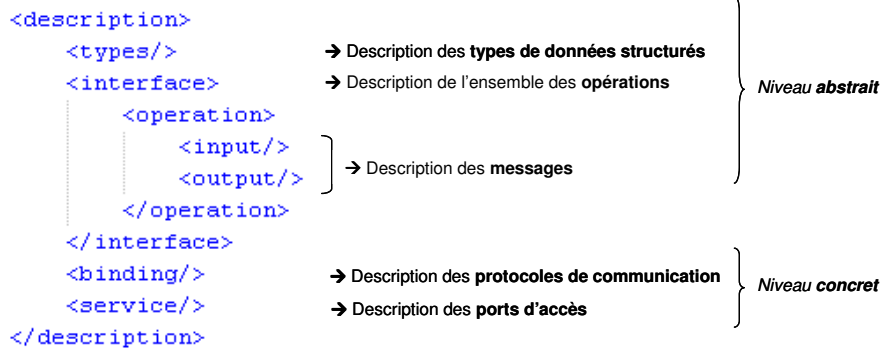 <description>
<types/> ➔ Description des types de données structurés
<interface> ➔ Description de l'ensemble des opérations
Niveau abstrait
<operation>
<input/>
<output/>
➔ Description des messages
</operation>
</interface>
<binding/> ➔ Description des protocoles de communication
Niveau concret
<service/> ➔ Description des ports d'accès
</description>